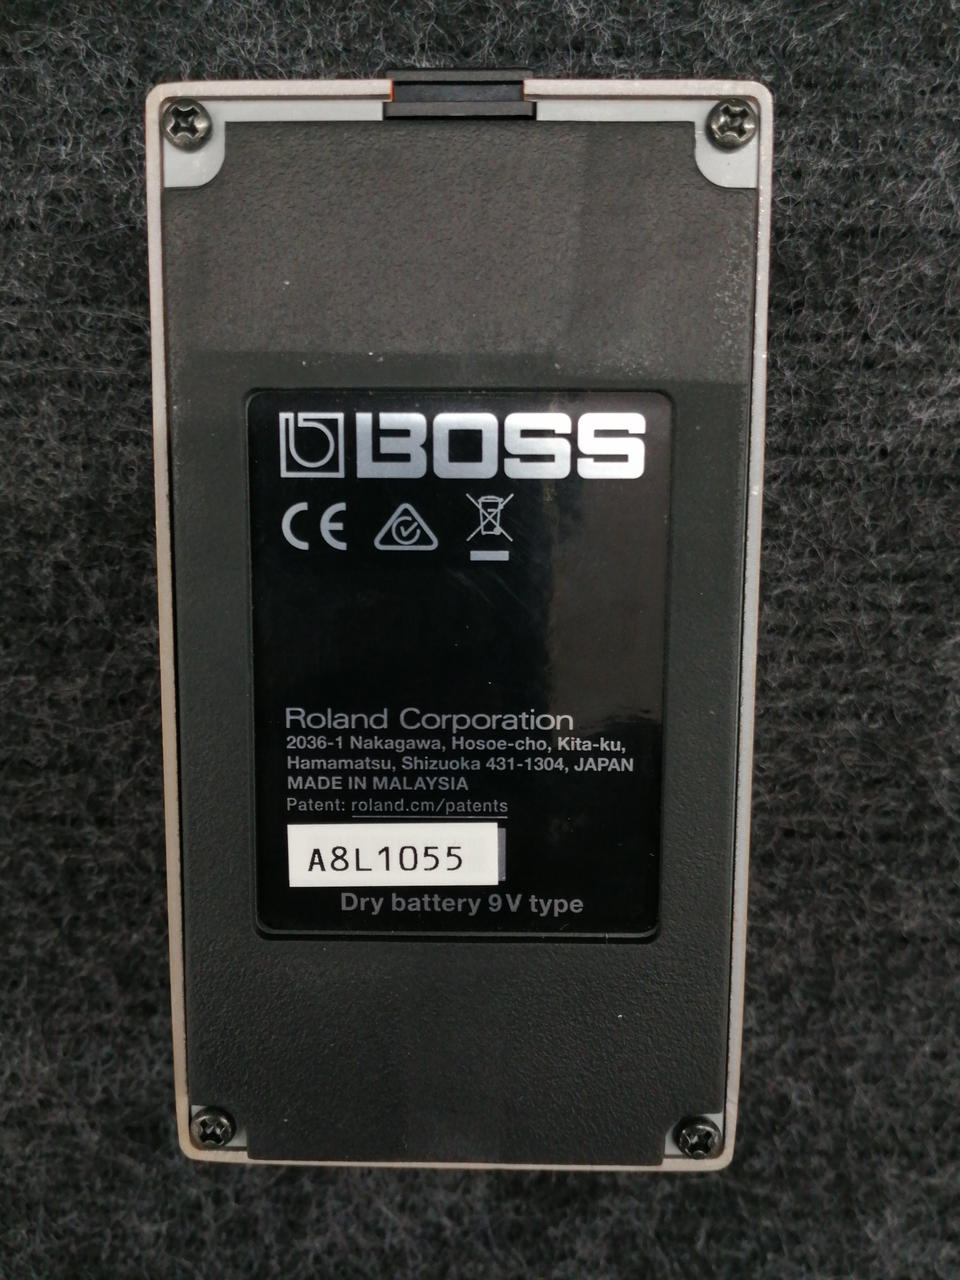 BOSS
CE
Roland Corporation
2036-1 Nakagawa, Hosoe-cho, Kita-ku,
Hamamatsu, Shizuoka 431-1304, JAPAN
MADE IN MALAYSIA
Patent: roland.cm/patents
A8L1055
Dry battery 9V type